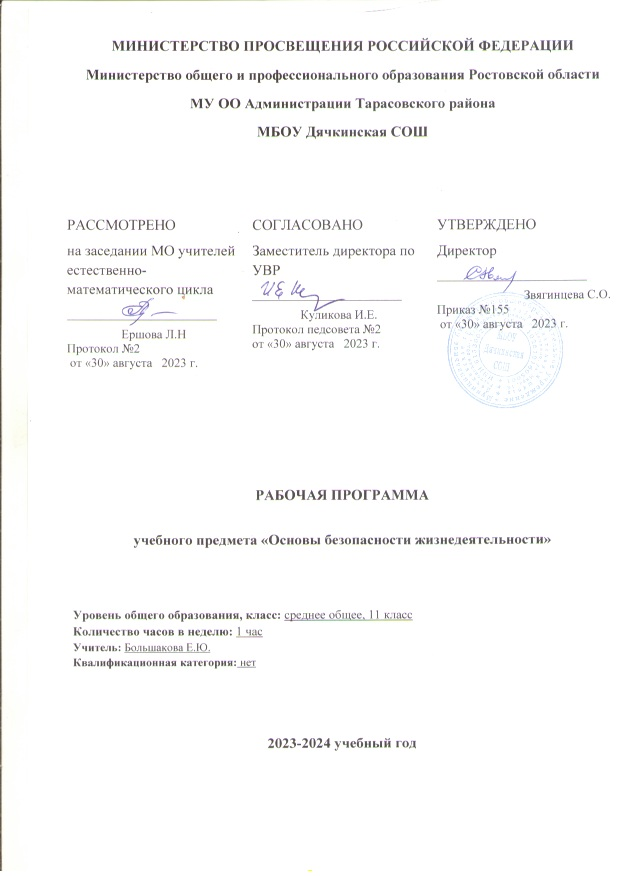 МИНИСТЕРСТВО ПРОСВЕЩЕНИЯ РОССИЙСКОЙ ФЕДЕРАЦИИ
Министерство общего и профессионального образования Ростовской области
МУ ОО Администрации Тарасовского района
МБОУ Дячкинская СОШ
РАССМОТРЕНО
на заседании МО учителей
естественно-
математического цикла
Ершова Л.Н
Протокол №2
от «30» августа 2023 г.
СОГЛАСОВАНО
Заместитель директора по
УВР
Куликова И.Е.
Протокол педсовета №2
от «30» августа 2023 г.
УТВЕРЖДЕНО
Директор
Звягинцева С.О.
Приказ №155
от «30» августа 2023 г.
РАБОЧАЯ ПРОГРАММА
учебного предмета «Основы безопасности жизнедеятельности»
Уровень общего образования, класс: среднее общее, 11 класс
Количество часов в неделю: 1 час
Учитель: Большакова Е.Ю.
Квалификационная категория: нет
2023-2024 учебный год